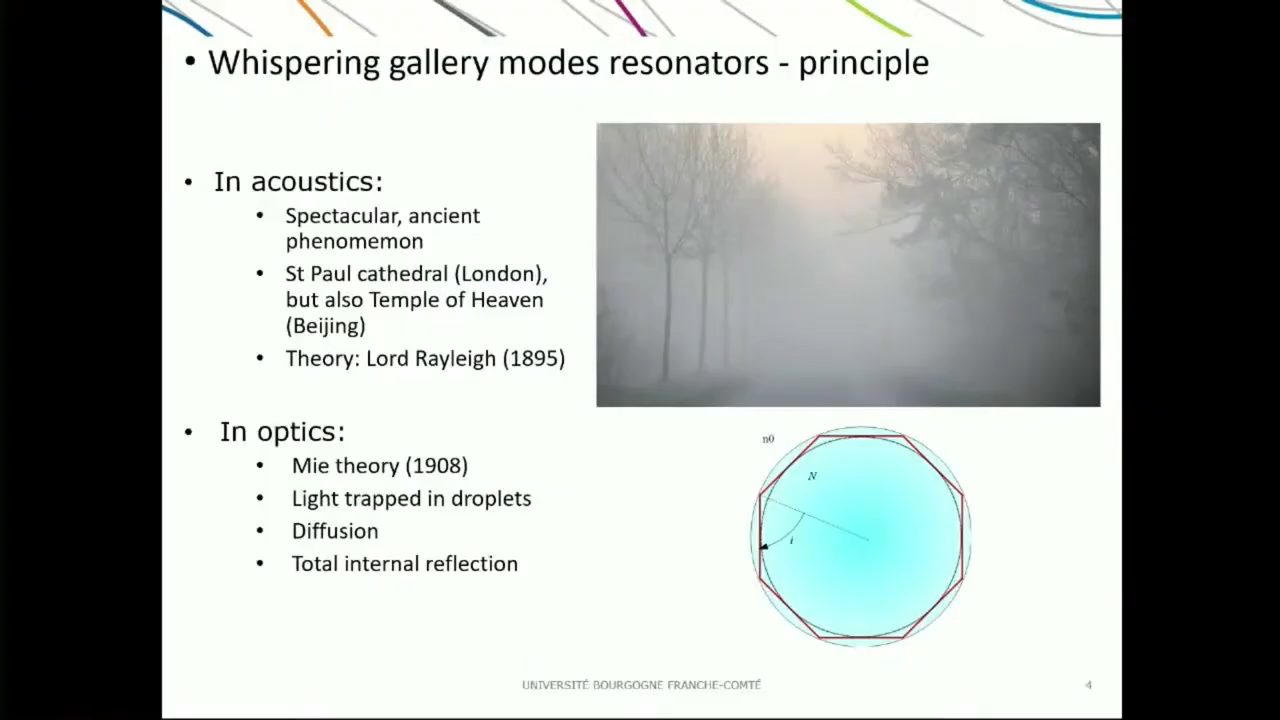 • Whispering gallery modes resonators - principle
• In acoustics:
• Spectacular, ancient
phenomemon
• St Paul cathedral (London),
but also Temple of Heaven
(Beijing)
• Theory: Lord Rayleigh (1895)
• In optics:
• Mie theory (1908)
• Light trapped in droplets
• Diffusion
• Total internal reflection
n0
N
i
UNIVERSITÉ BOURGOGNE FRANCHE-COMTÉ
4